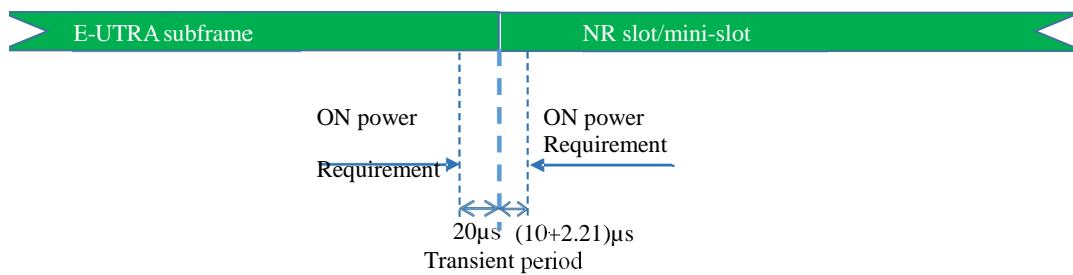 E-UTRA subframe
NR slot/mini-slot
ON power
Requirement
ON power
Requirement
20µs
(10+2.21)µs
Transient period